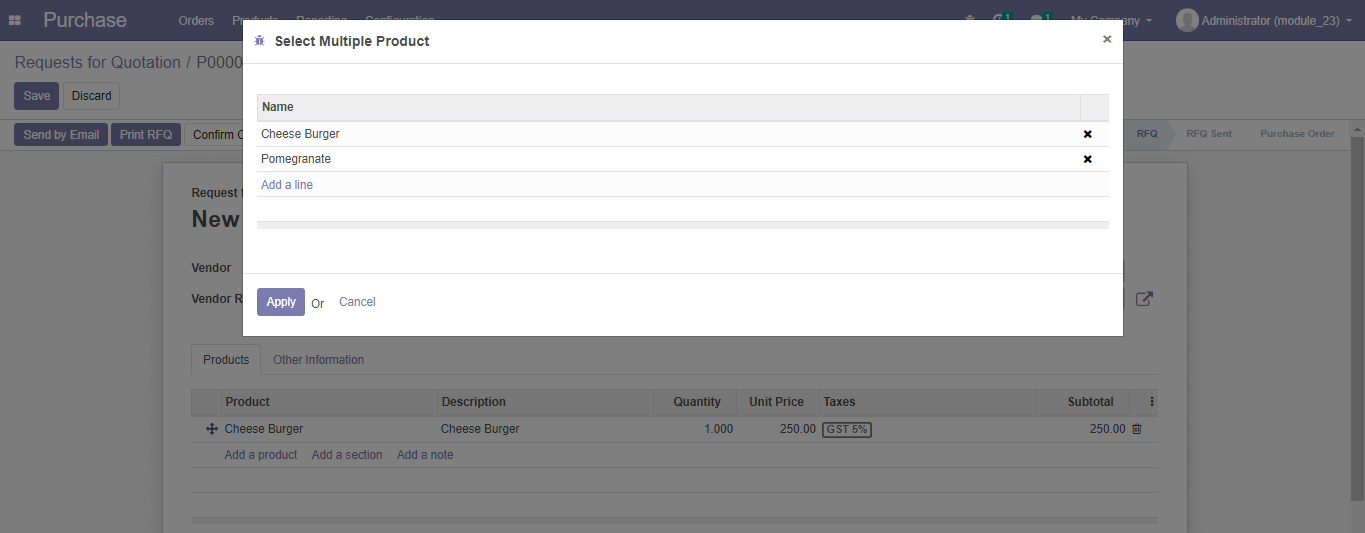 Purchase Orders Products Reporting Configuration 1 1 My Company Administrator (module_23)
Select Multiple Product ×
Requests for Quotation / P0000
Save Discard
Name
Send by Email Print RFQ Confirm RFQ RFQ Sent Purchase Order
Cheese Burger
Pomegranate
Add a line
Request
New
Vendor
Vendor R
Apply Or Cancel
Products Other Information
Product Description Quantity Unit Price Taxes Subtotal
Cheese Burger Cheese Burger 1.000 250.00 GST 5% 250.00
Add a product Add a section Add a note